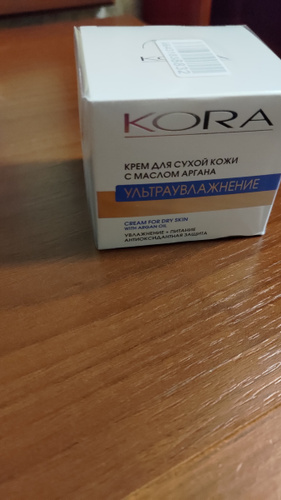 KORA
КРЕМ ДЛЯ СУХОЙ КОЖИ
С МАСЛОМ АРГАНА
УЛЬТРАУВЛАЖНЕНИЕ
CREAM FOR DRY SKIN
WITH ARGAN OIL
УВЛАЖНЕНИЕ • ПИТАНИЕ
АНТИОКСИДАНТНАЯ ЗАЩИТА